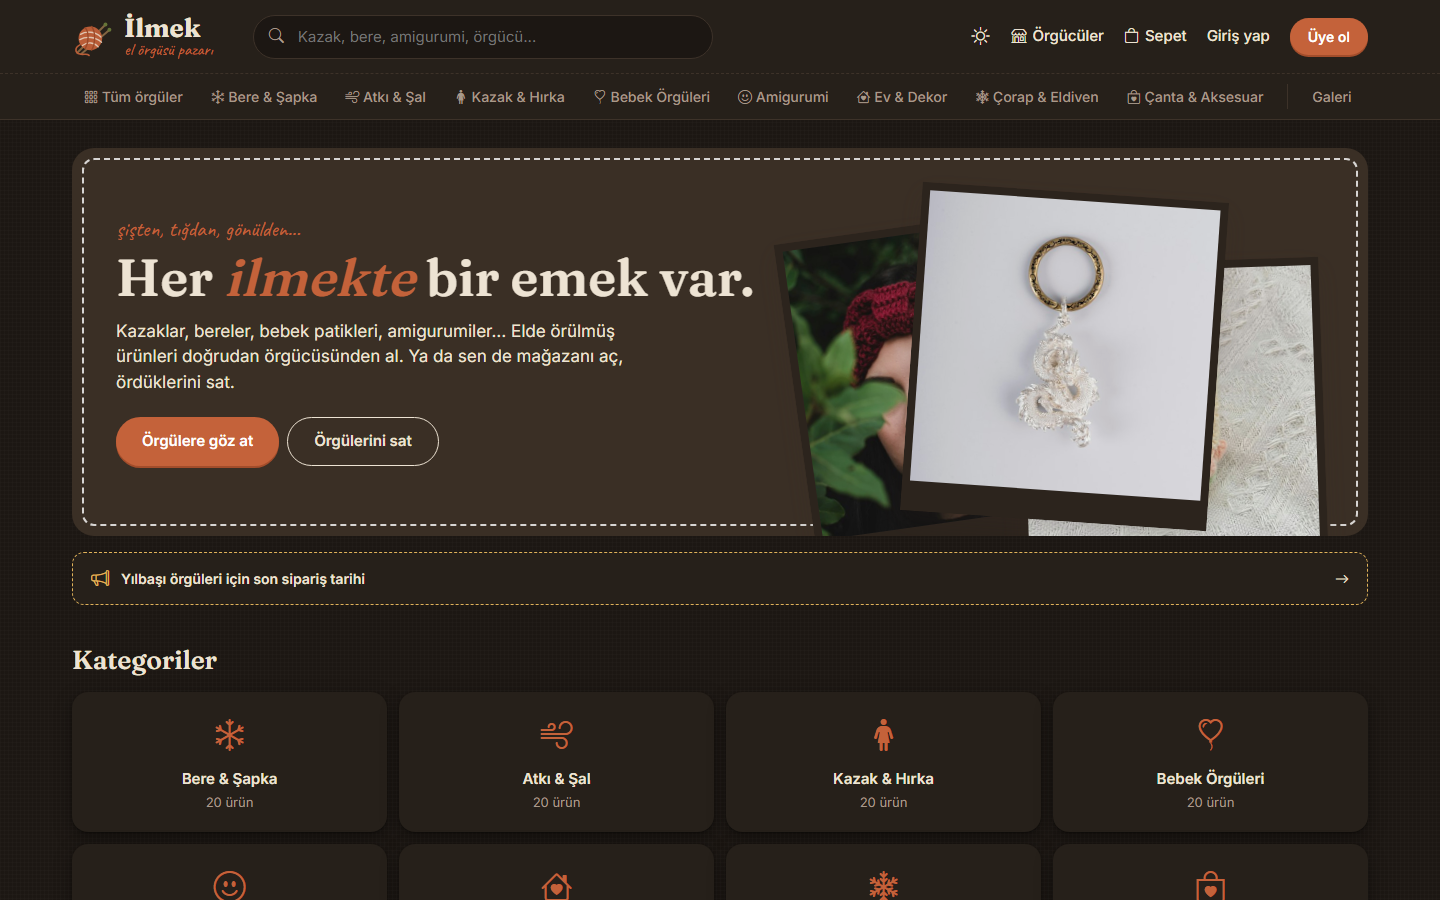 İlmek
el örgüsü pazarı
Kazak, bere, amigurumi, örgücü...
Örgücüler
Sepet
Giriş yap
Üye ol
Tüm örgüler
Bere & Şapka
Atkı & Şal
Kazak & Hırka
Bebek Örgüleri
Amigurumi
Ev & Dekor
Çorap & Eldiven
Çanta & Aksesuar
Galeri
şişten, tığdan, gönülden...
Her ilmekte bir emek var.
Kazaklar, bereler, bebek patikleri, amigurumiler... Elde örülmüş
ürünleri doğrudan örgücüsünden al. Ya da sen de mağazanı aç,
ördüklerini sat.
Örgülere göz at
Örgülerini sat
Yılbaşı örgüleri için son sipariş tarihi
Kategoriler
Bere & Şapka
20 ürün
Atkı & Şal
20 ürün
Kazak & Hırka
20 ürün
Bebek Örgüleri
20 ürün